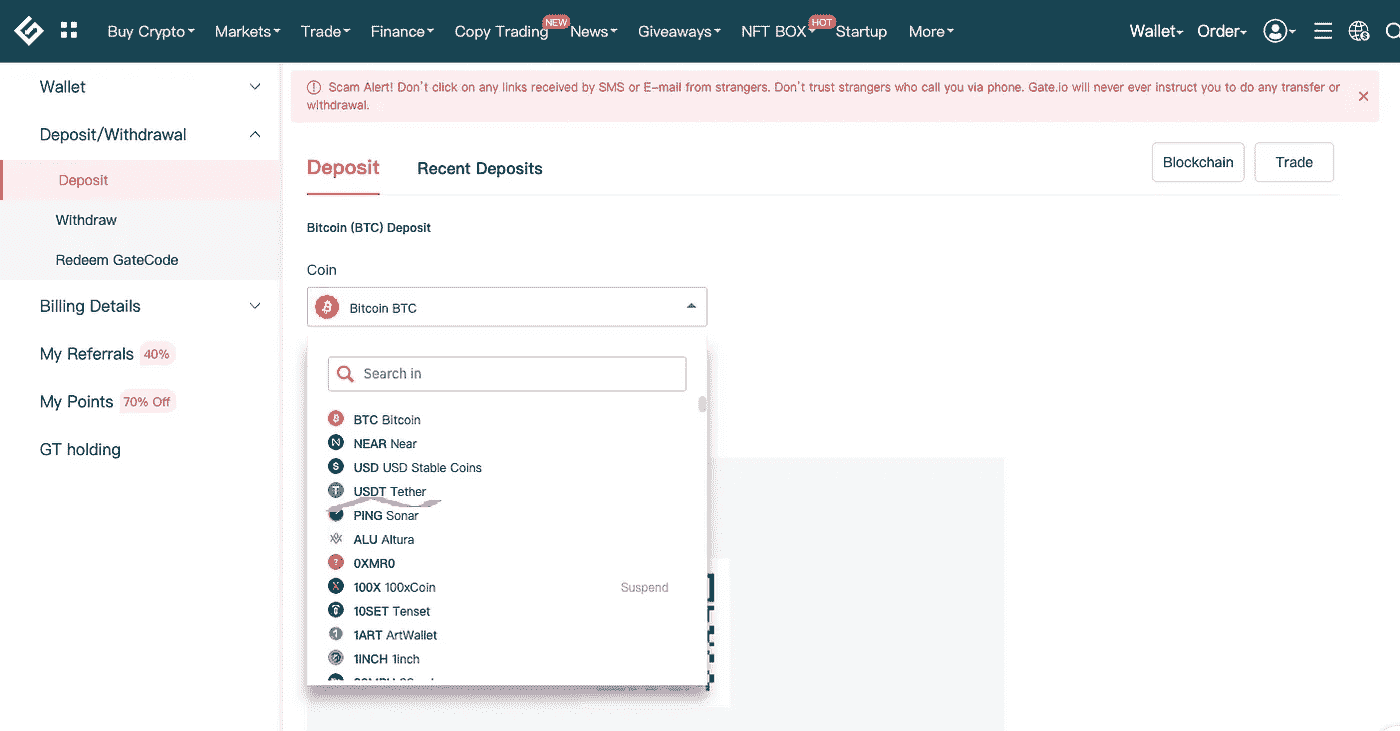 Buy Crypto Markets Trade Finance Copy Trading NEW News Giveaways NFT BOX HOT Startup More Wallet Order
Wallet
Deposit/Withdrawal
Deposit
Withdraw
Redeem GateCode
Billing Details
My Referrals 40%
My Points 70% Off
GT holding
Scam Alert! Don't click on any links received by SMS or E-mail from strangers. Don't trust strangers who call you via phone. Gate.io will never ever instruct you to do any transfer or
withdrawal.
Deposit Recent Deposits Blockchain Trade
Bitcoin (BTC) Deposit
Coin
Bitcoin BTC
Search in
BTC Bitcoin
NEAR Near
USD USD Stable Coins
USDT Tether
PING Sonar
ALU Altura
0XMR0
100X 100xCoin Suspend
10SET Tenset
1ART ArtWallet
1INCH 1inch